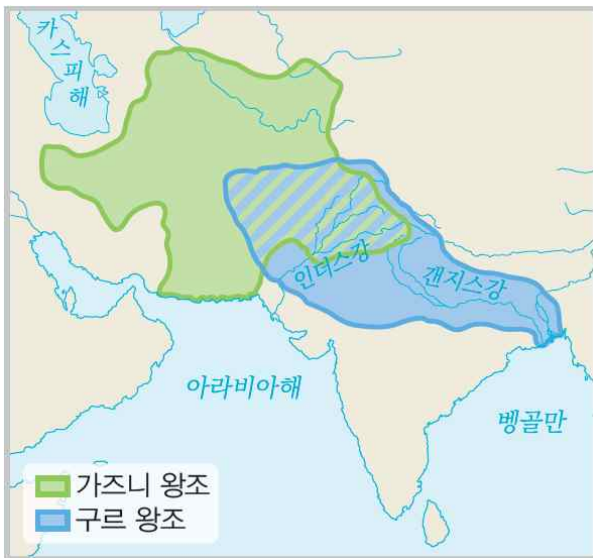 카스피해
인더스강
갠지스강
아라비아해
벵골만
가즈니 왕조
구르 왕조